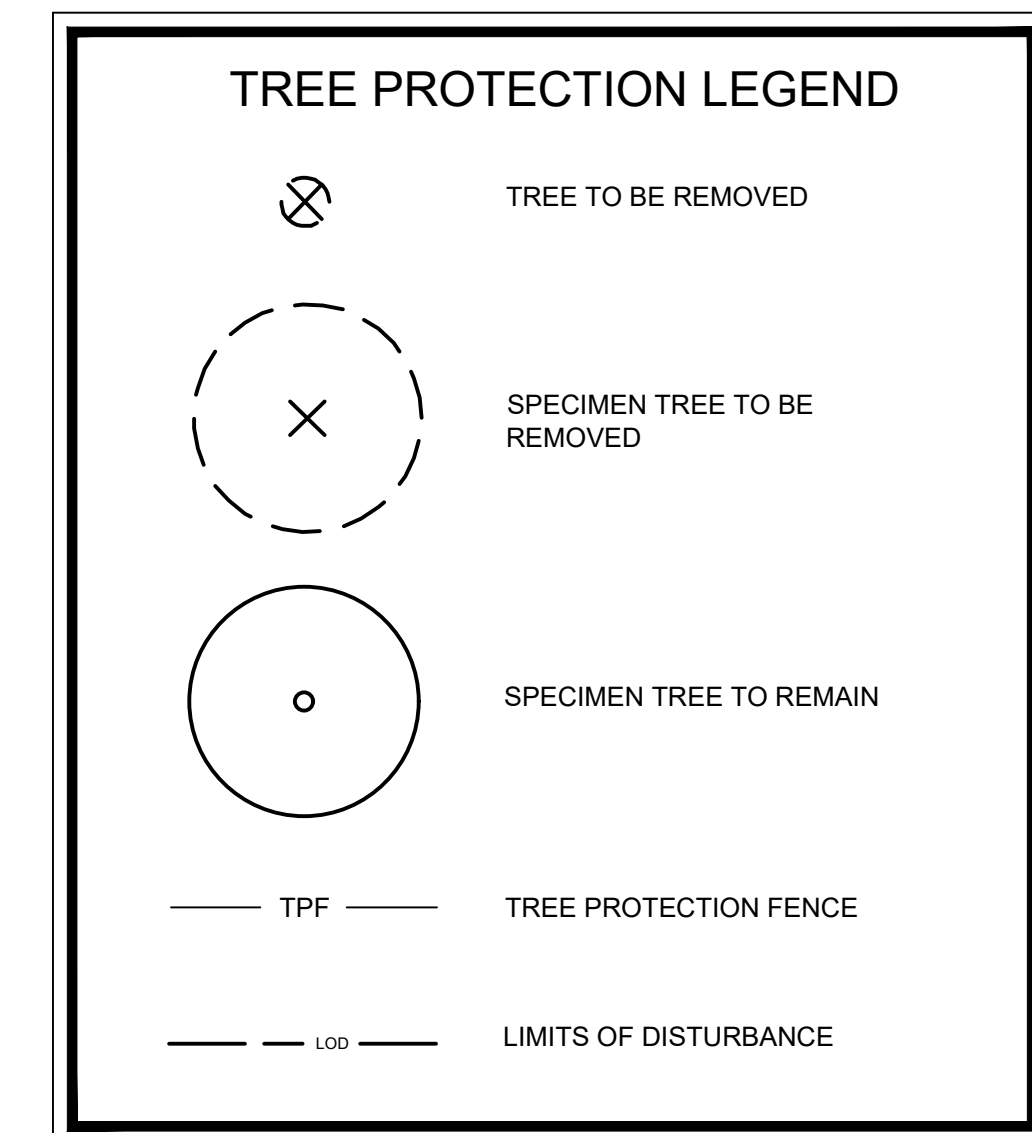 TREE PROTECTION LEGEND
TREE TO BE REMOVED
SPECIMEN TREE TO BE
REMOVED
SPECIMEN TREE TO REMAIN
TPF
TREE PROTECTION FENCE
LOD
LIMITS OF DISTURBANCE